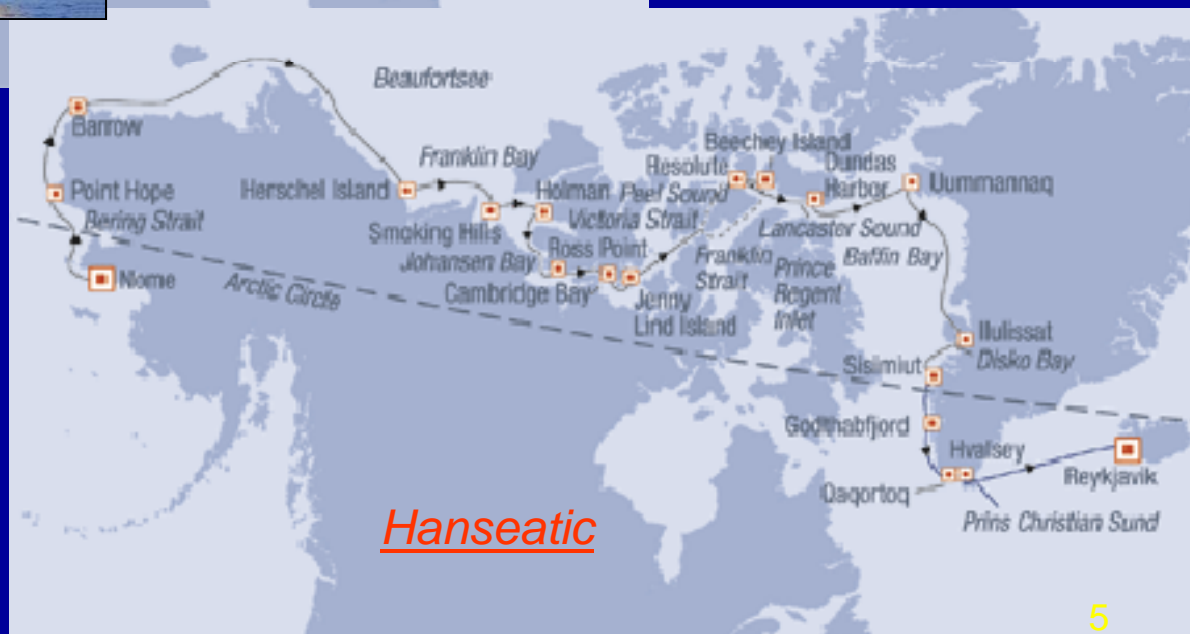 Beaufortsee
Barrow
Beechey Island
Franklin Bay
Resolute
Dundas
Harbor
Point Hope
Herschel Island
Holman
Peel Sound
Uummannaq
Bering Strait
Victoria Strait
Lancaster Sound
Smoking Hills
Ross Point
Franklin
Strait
Baffin Bay
Johansen Bay
Prince
Regent
Inlet
Nome
Arctic Circle
Cambridge Bay
Jenny
Lind Island
Ilulissat
Disko Bay
Sisimiut
Godthabfjord
Hvalsey
Reykjavik
Qaqortoq
Prins Christian Sund
Hanseatic
5